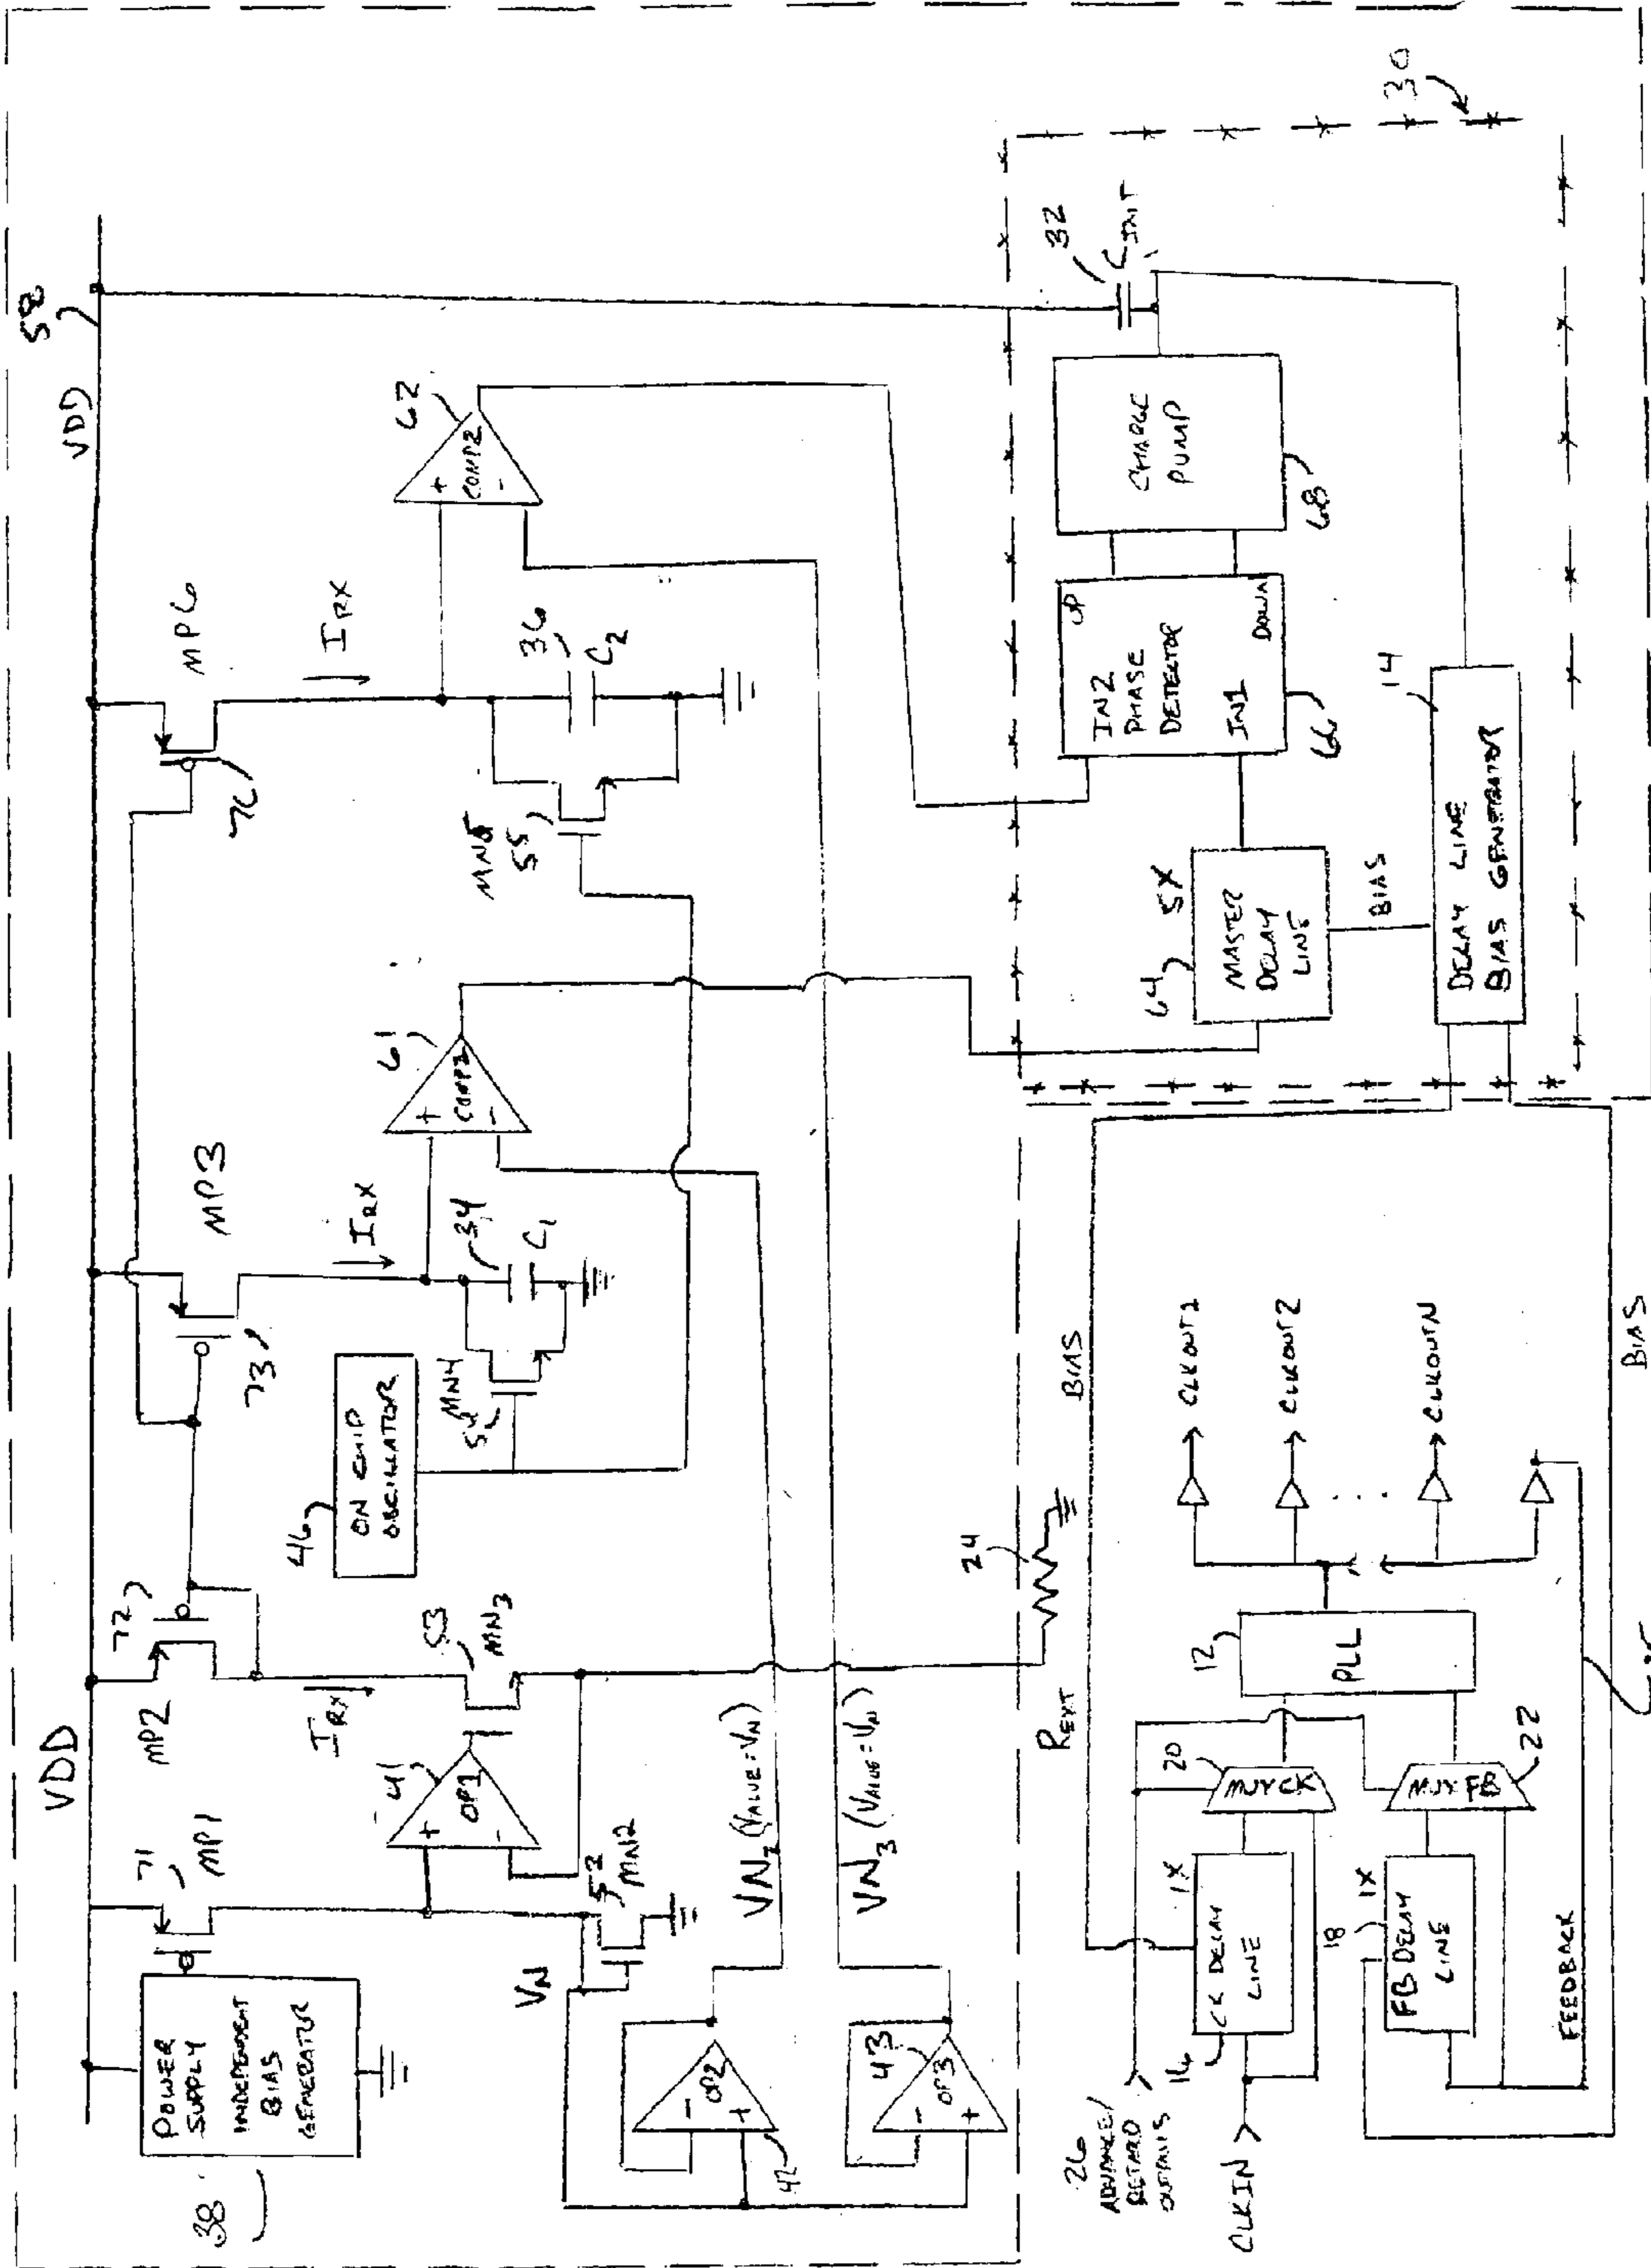 VDD
VDD
58
38
POWER
SUPPLY
INDEPENDENT
BIAS
GENERATOR
71
MP1
MP2
72
MP3
73
MP6
76
IRX
IRX
IRX
41
OP1
+
-
53
MN3
VN
52
MN2
46
ON CHIP
OSCILLATOR
54
MN4
34
C1
61
+
-
MN5
55
36
C2
62
COMP2
+
-
OP2
-
+
42
OP3
-
+
43
VN2 (VALUE = VN)
VN3 (VALUE = VN)
REXT
24
30
32
CINIT
CHARGE
PUMP
68
UP
IN2
PHASE
DETECTOR
IN1
DOWN
66
64
5X
MASTER
DELAY
LINE
BIAS
14
DELAY LINE
BIAS GENERATOR
26
ADVANCE/
RETARD
OUTPUTS
CLKIN
16
1X
CK DELAY
LINE
18
1X
FB DELAY
LINE
FEEDBACK
20
MUX CK
MUX FB
22
12
PLL
BIAS
CLKOUT1
CLKOUT2
CLKOUTN
BIAS